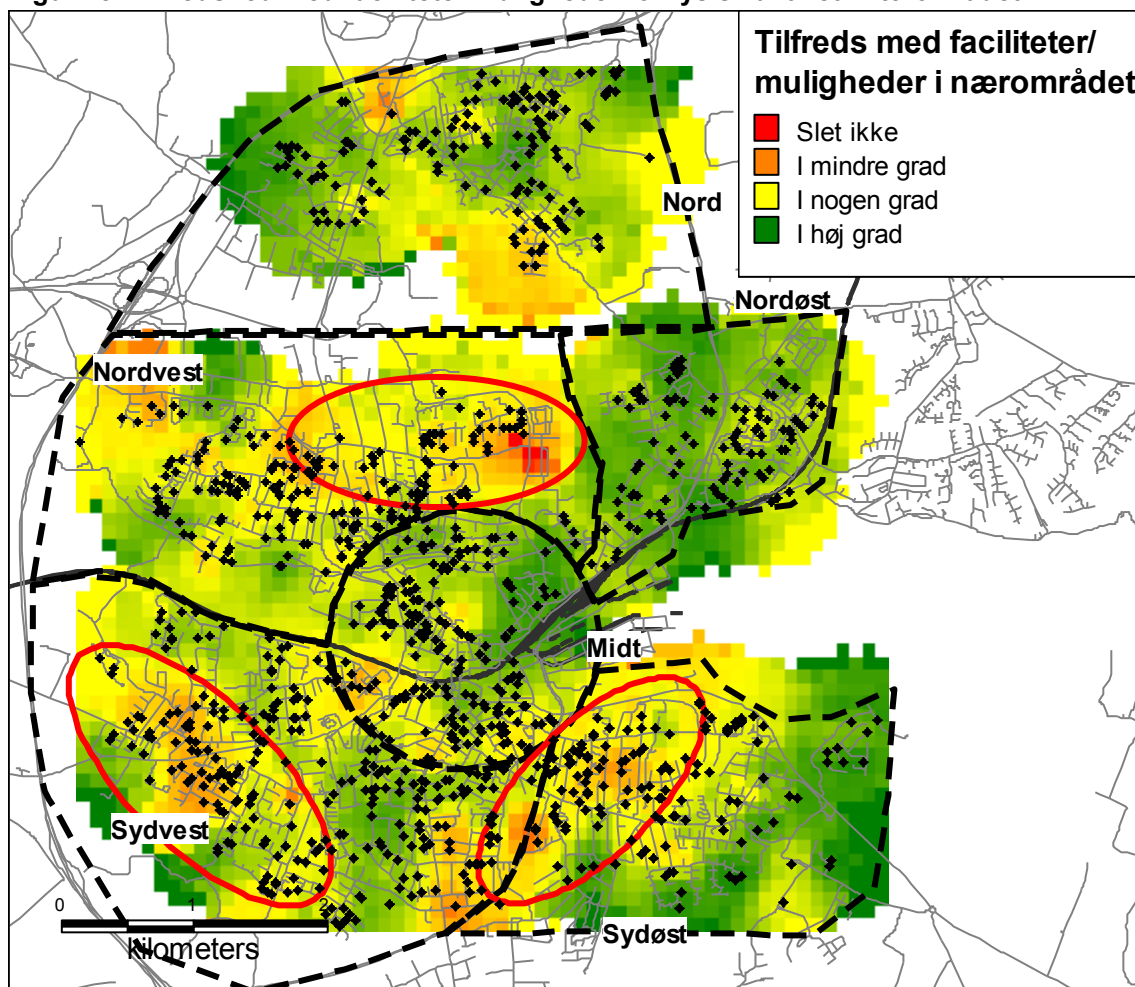 Tilfreds med faciliteter/
muligheder i nærområdet
Slet ikke
I mindre grad
I nogen grad
I høj grad
Nord
Nordøst
Nordvest
Midt
Sydvest
Sydøst
0 1 2
kilometers